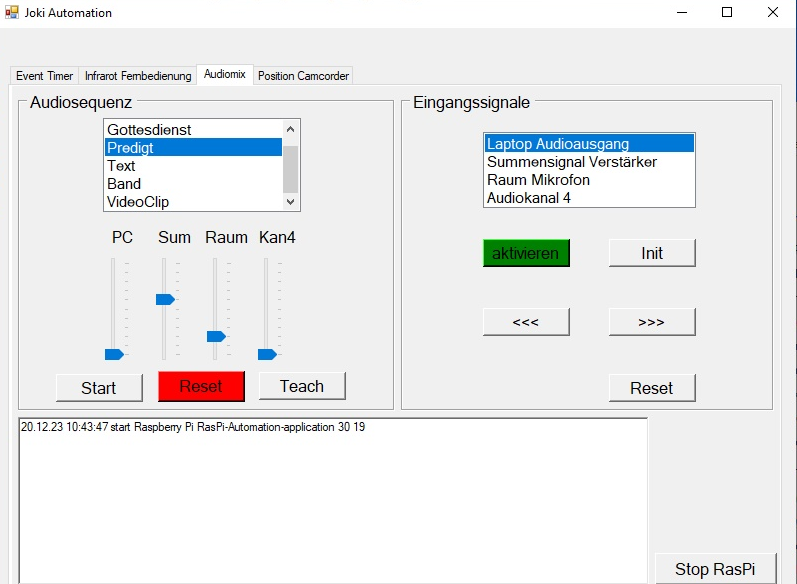 Joki Automation
Event Timer
Infrarot Fernbedienung
Audiomix
Position Camcorder
Audiosequenz
Gottesdienst
Predigt
Text
Band
VideoClip
PC Sum Raum Kan4
Start
Reset
Teach
Eingangssignale
Laptop Audioausgang
Summensignal Verstärker
Raum Mikrofon
Audiokanal 4
aktivieren
Init
<<<
>>>
Reset
20.12.23 10:43:47 start Raspberry Pi RasPi-Automation-application 30 19
Stop RasPi